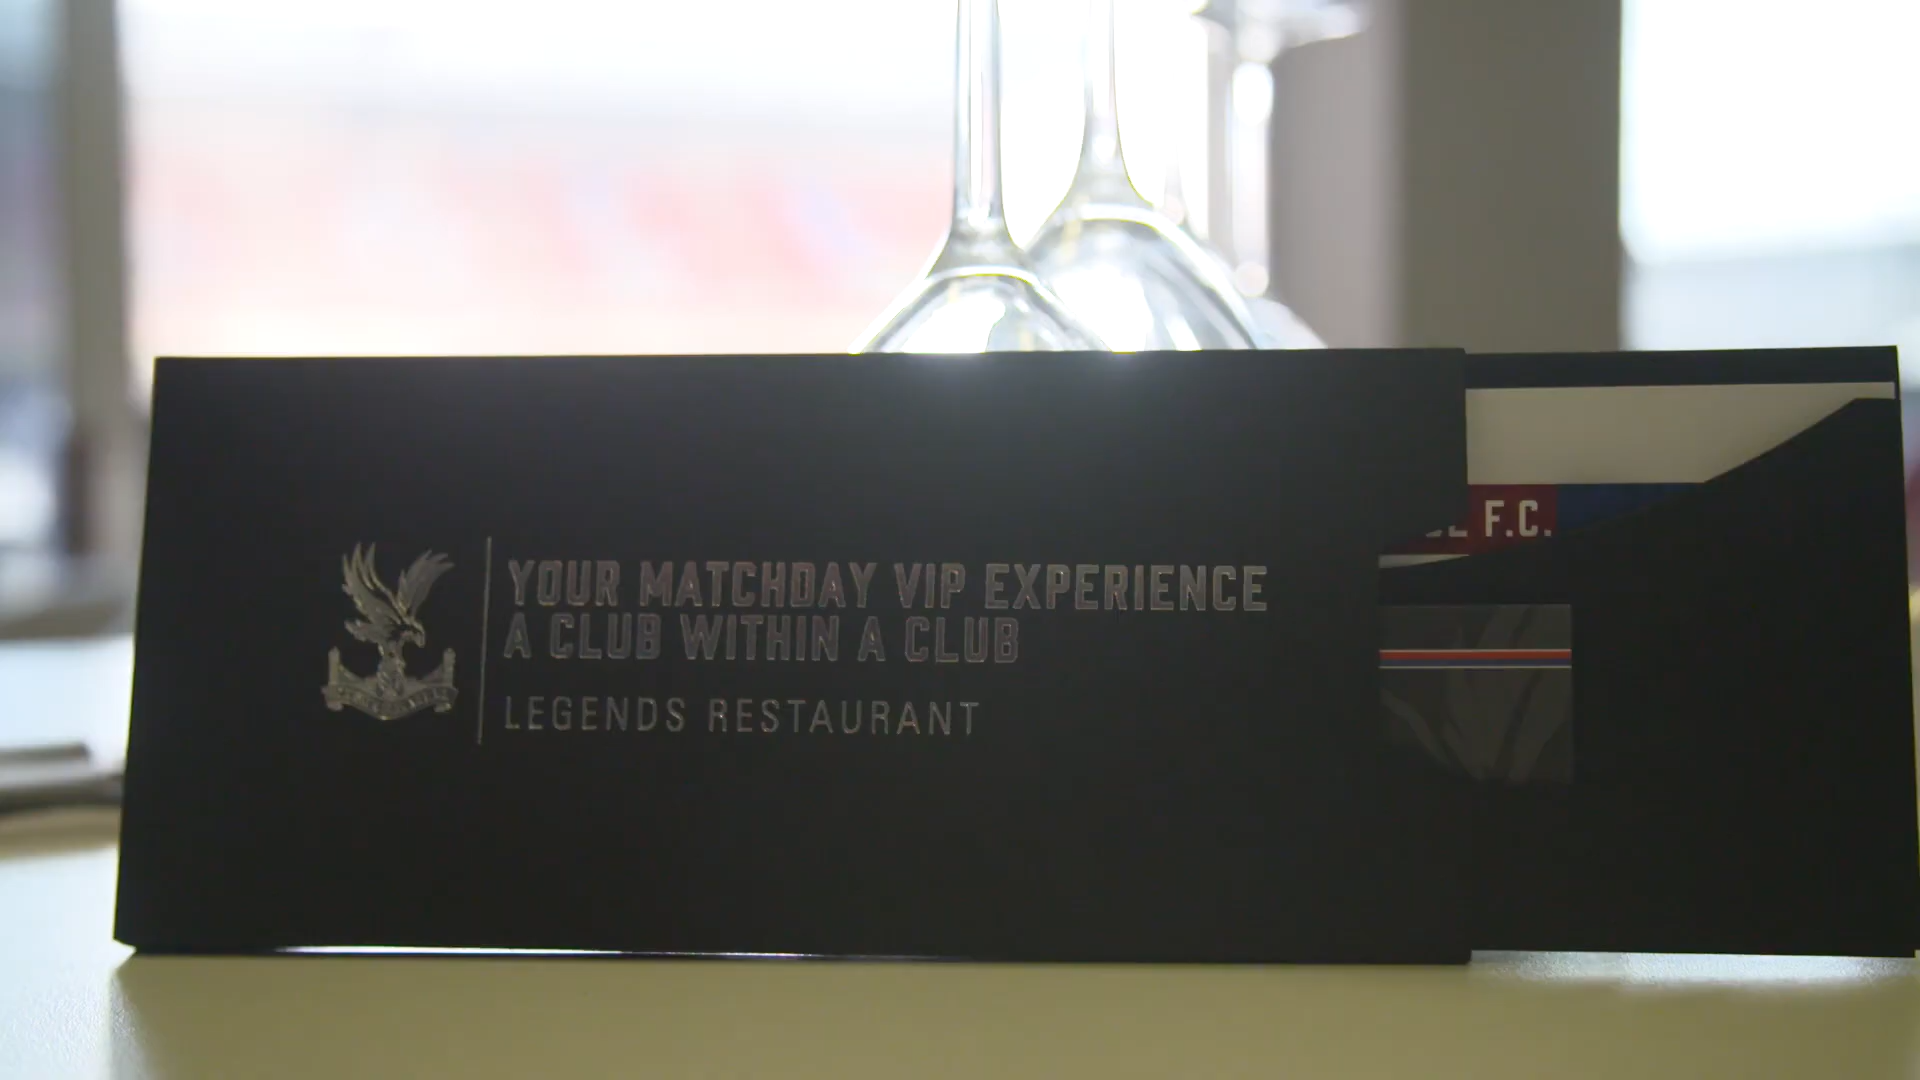 YOUR MATCHDAY VIP EXPERIENCE
A CLUB WITHIN A CLUB
LEGENDS RESTAURANT
F.C.